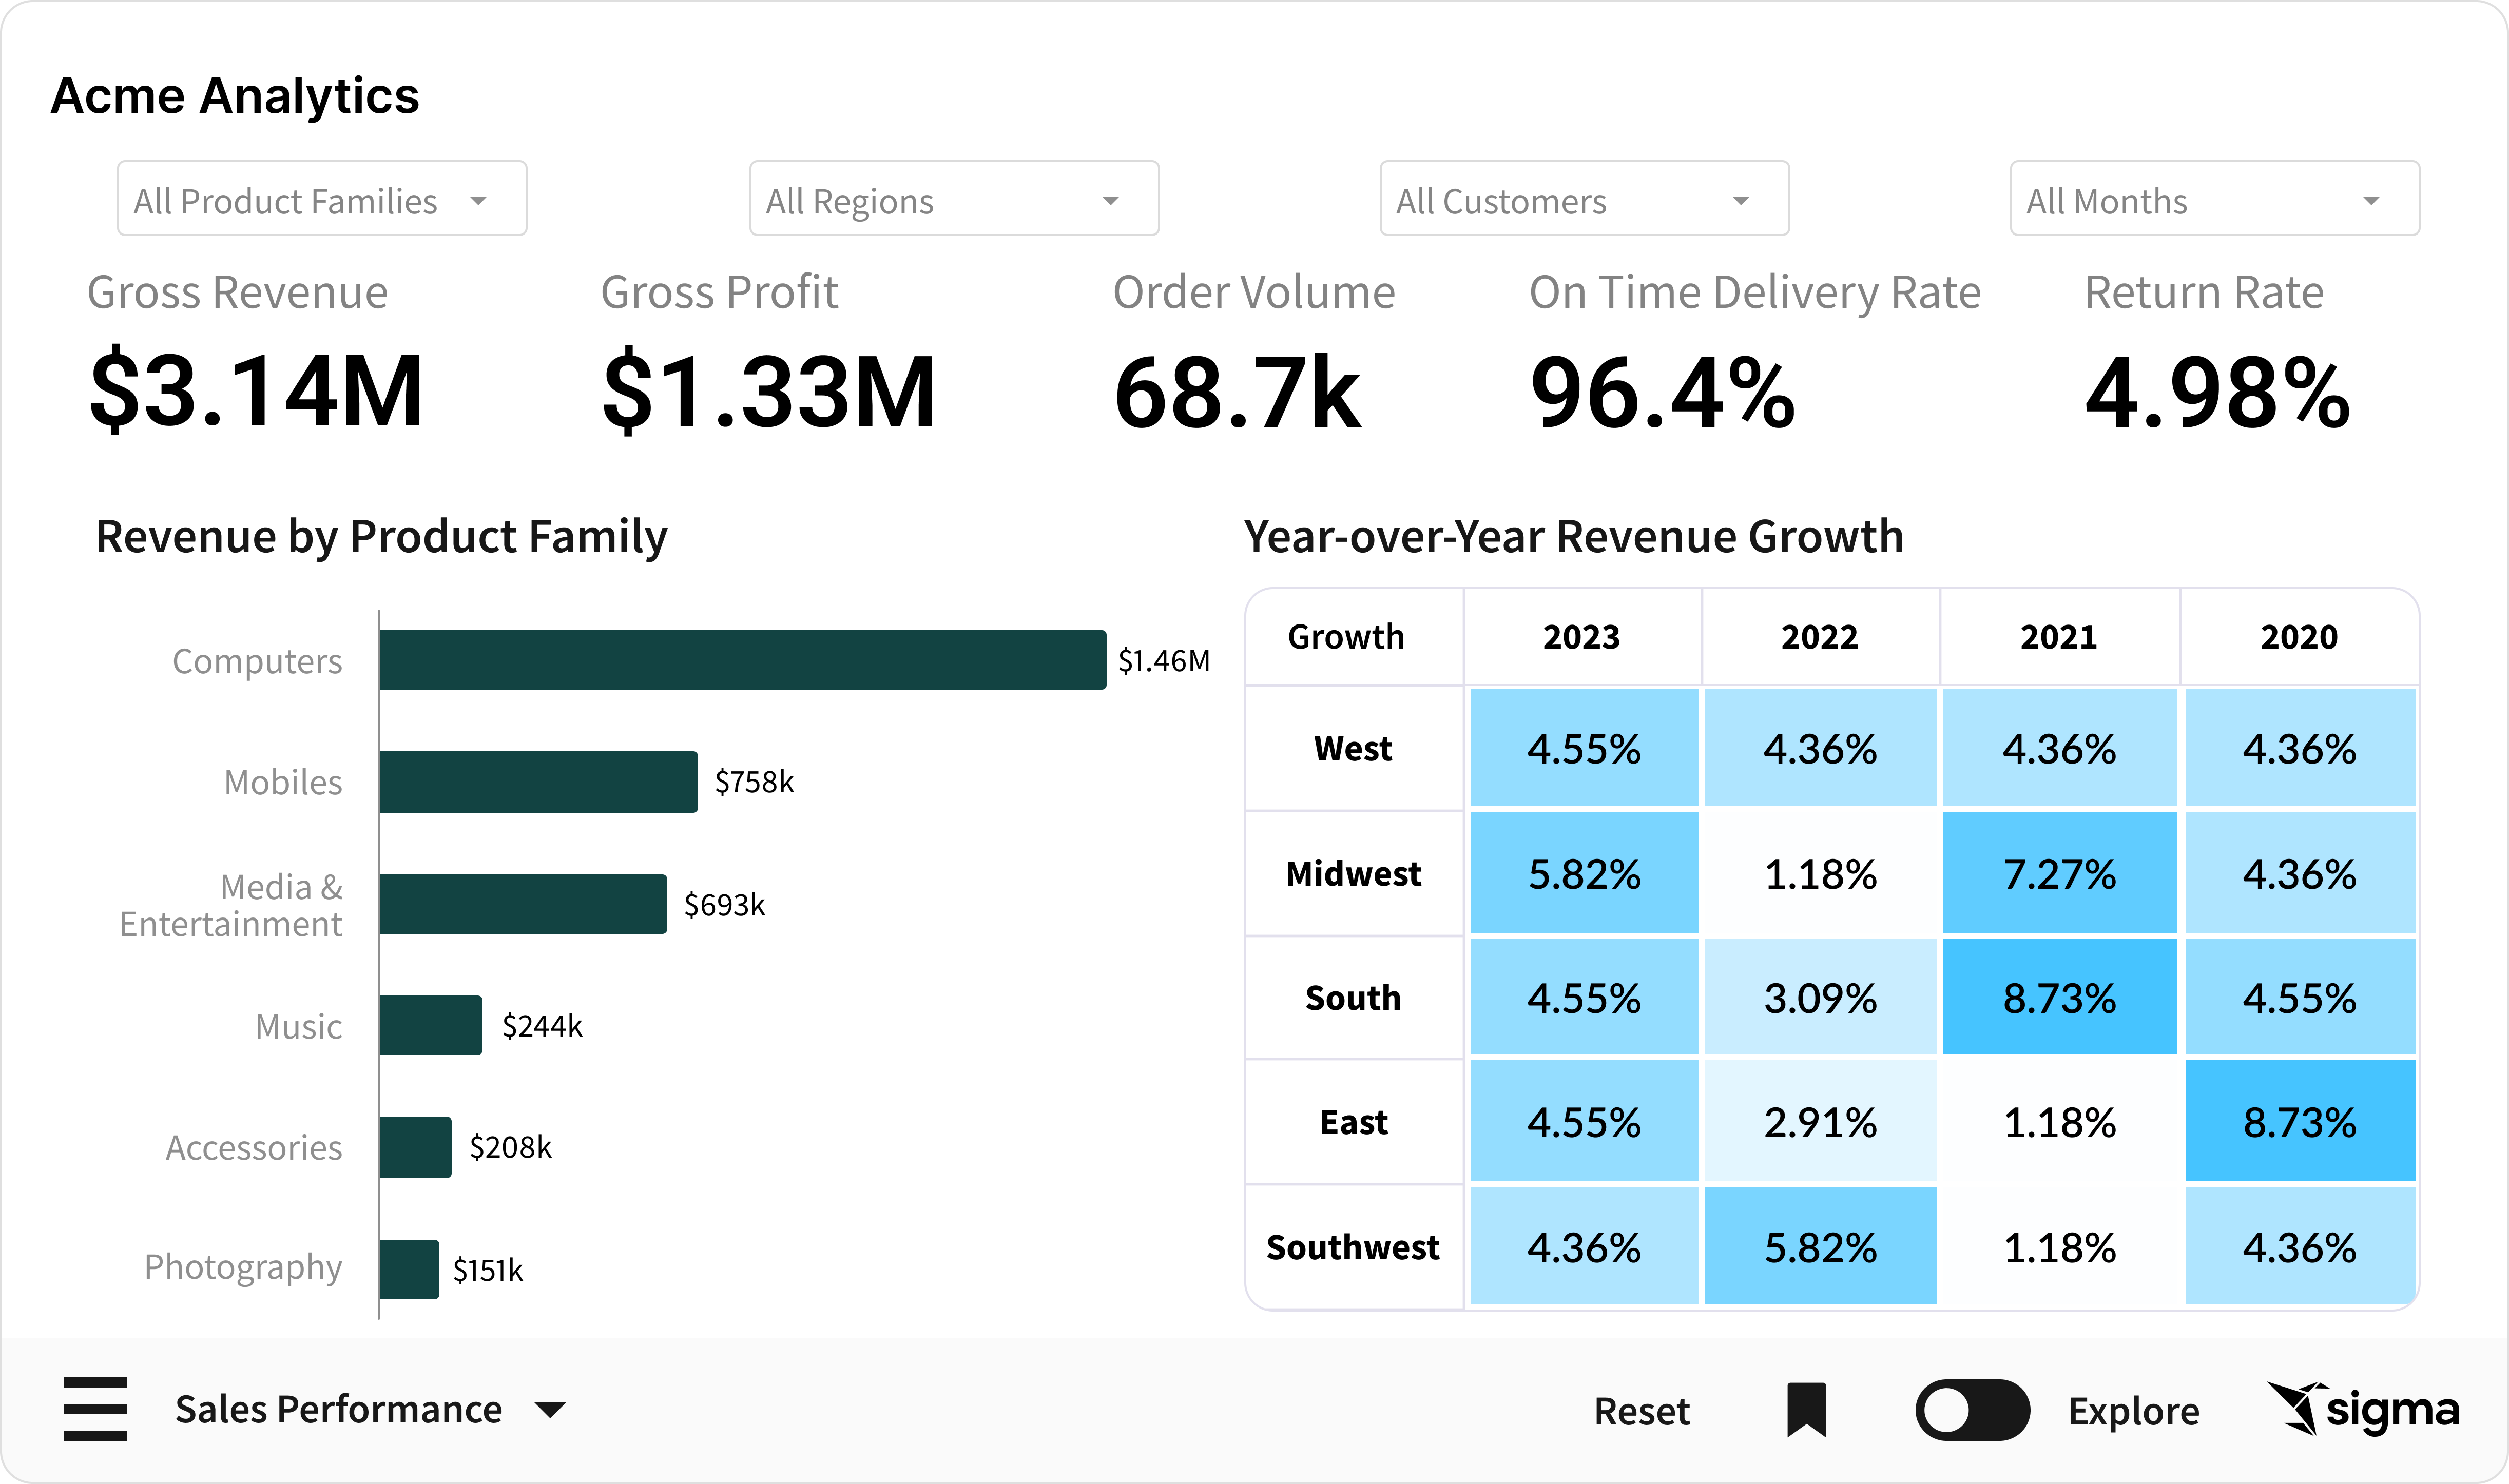 Acme Analytics
All Product Families
All Regions
All Customers
All Months
Gross Revenue
$3.14M
Gross Profit
$1.33M
Order Volume
68.7k
On Time Delivery Rate
96.4%
Return Rate
4.98%
Revenue by Product Family
Computers
$1.46M
Mobiles
$758k
Media &
Entertainment
$693k
Music
$244k
Accessories
$208k
Photography
$151k
Year-over-Year Revenue Growth
Growth 2023 2022 2021 2020
West 4.55% 4.36% 4.36% 4.36%
Midwest 5.82% 1.18% 7.27% 4.36%
South 4.55% 3.09% 8.73% 4.55%
East 4.55% 2.91% 1.18% 8.73%
Southwest 4.36% 5.82% 1.18% 4.36%
Sales Performance
Reset
Explore
sigma